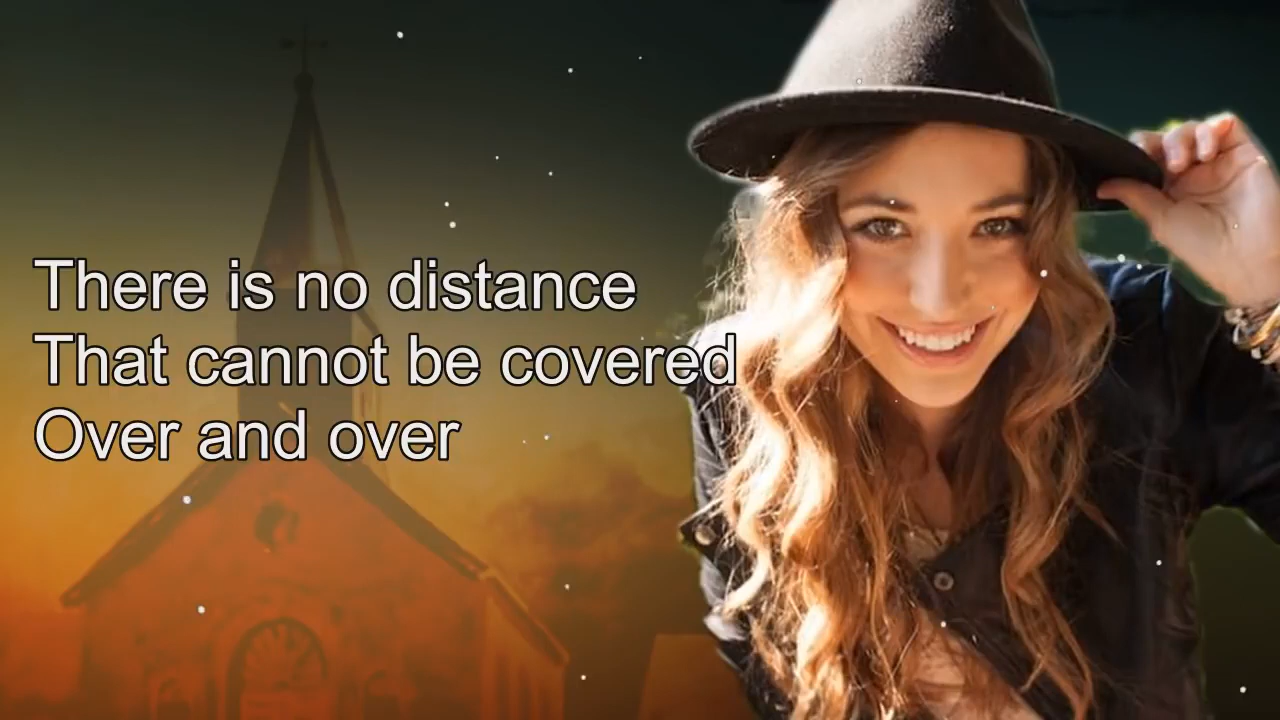 There is no distance
That cannot be covered
Over and over